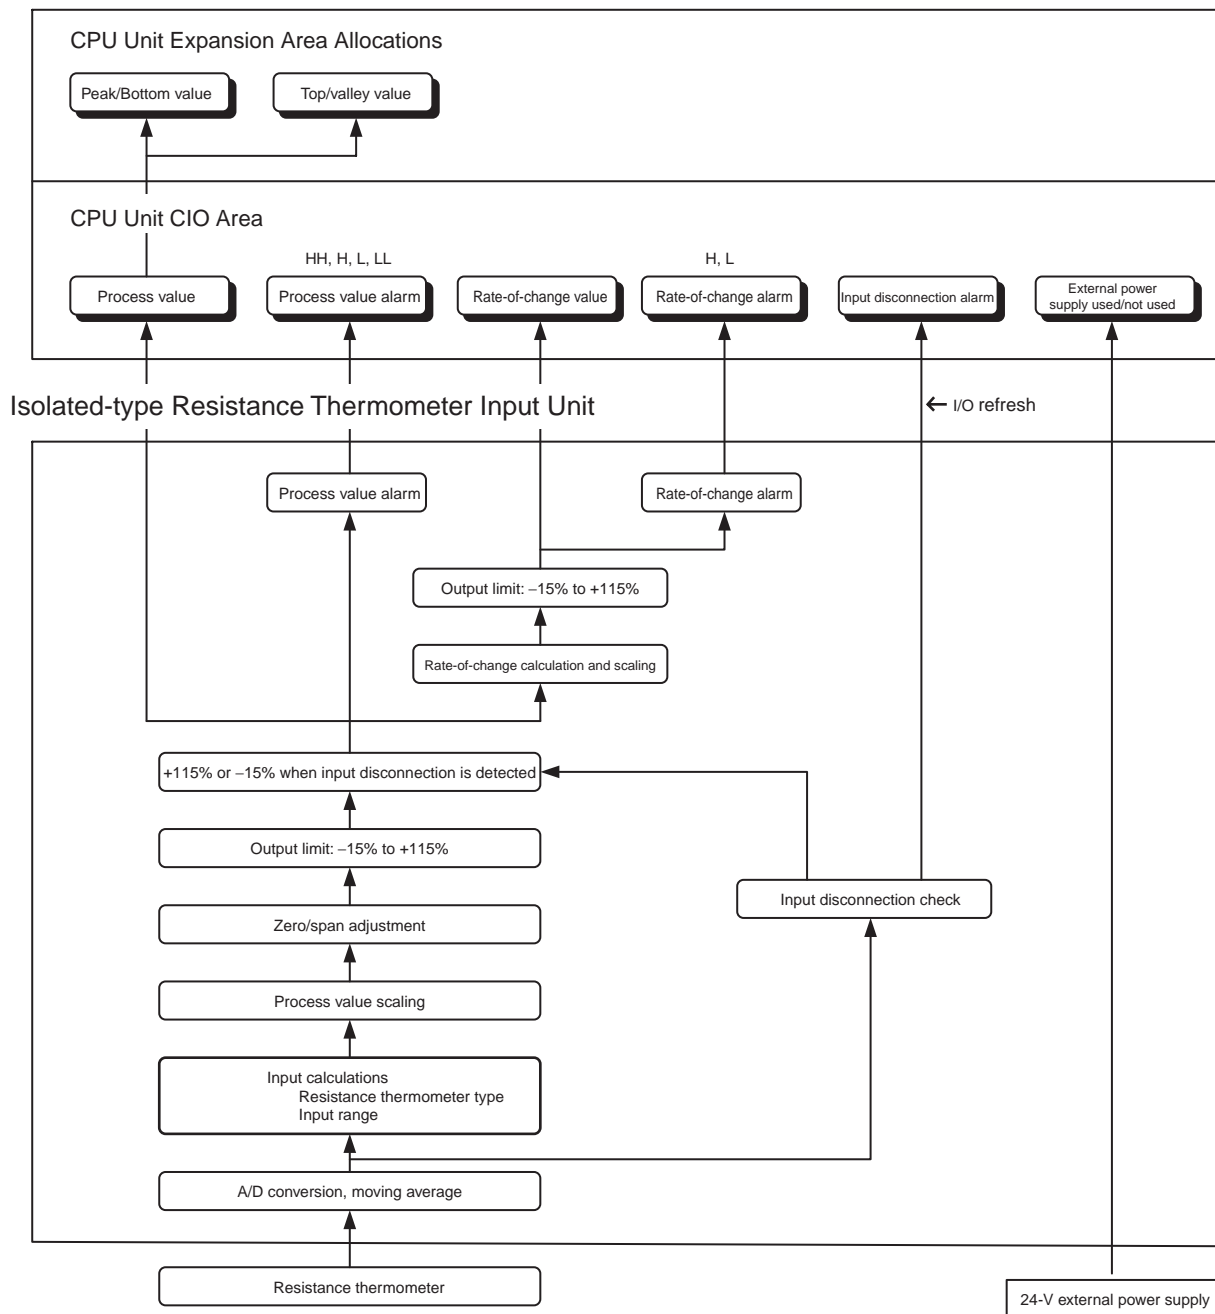 CPU Unit Expansion Area Allocations
Peak/Bottom value
Top/valley value
CPU Unit CIO Area
HH, H, L, LL
H, L
Process value
Process value alarm
Rate-of-change value
Rate-of-change alarm
Input disconnection alarm
External power
supply used/not used
Isolated-type Resistance Thermometer Input Unit
← I/O refresh
Process value alarm
Rate-of-change alarm
Output limit: –15% to +115%
Rate-of-change calculation and scaling
+115% or –15% when input disconnection is detected
Output limit: –15% to +115%
Input disconnection check
Zero/span adjustment
Process value scaling
Input calculations
Resistance thermometer type
Input range
A/D conversion, moving average
Resistance thermometer
24-V external power supply